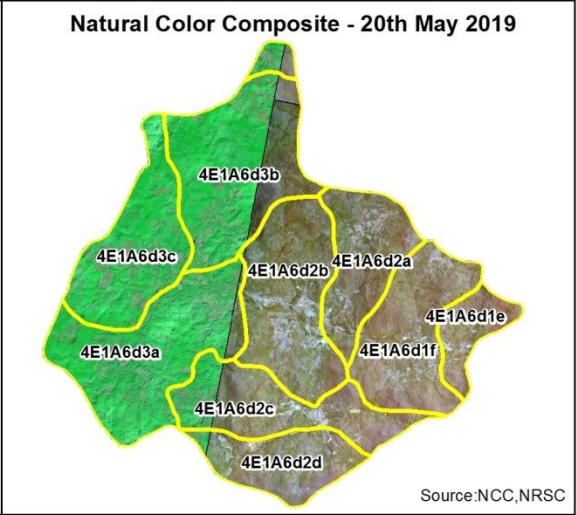 Natural Color Composite - 20th May 2019
4E1A6d3b
4E1A6d3c
4E1A6d2b
4E1A6d2a
4E1A6d1e
4E1A6d3a
4E1A6d1f
4E1A6d2c
4E1A6d2d
Source:NCC,NRSC